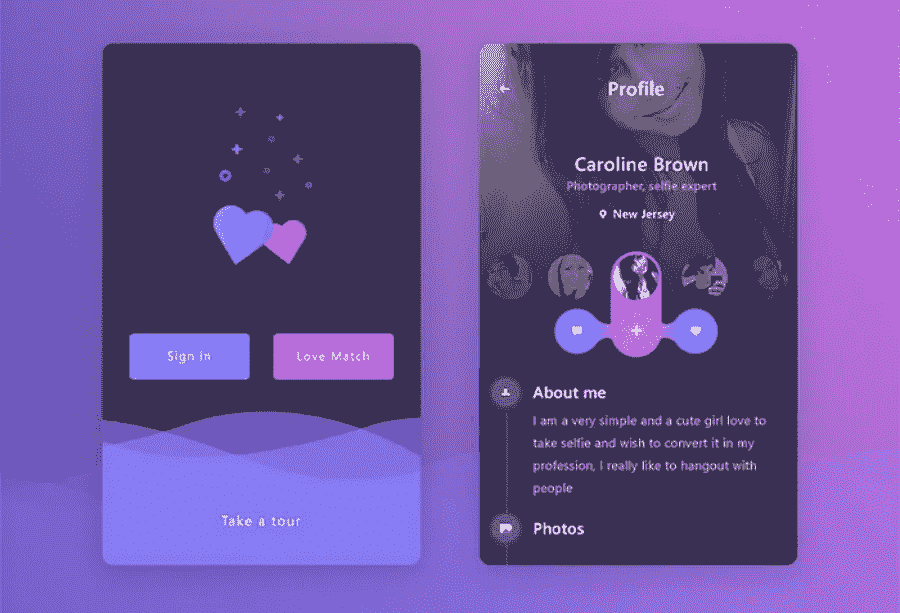 Sign In
Love Match
Take a tour
Profile
Caroline Brown
Photographer, selfie expert
New Jersey
About me
I am a very simple and a cute girl love to
take selfie and wish to convert it in my
profession, I really like to hangout with
people
Photos